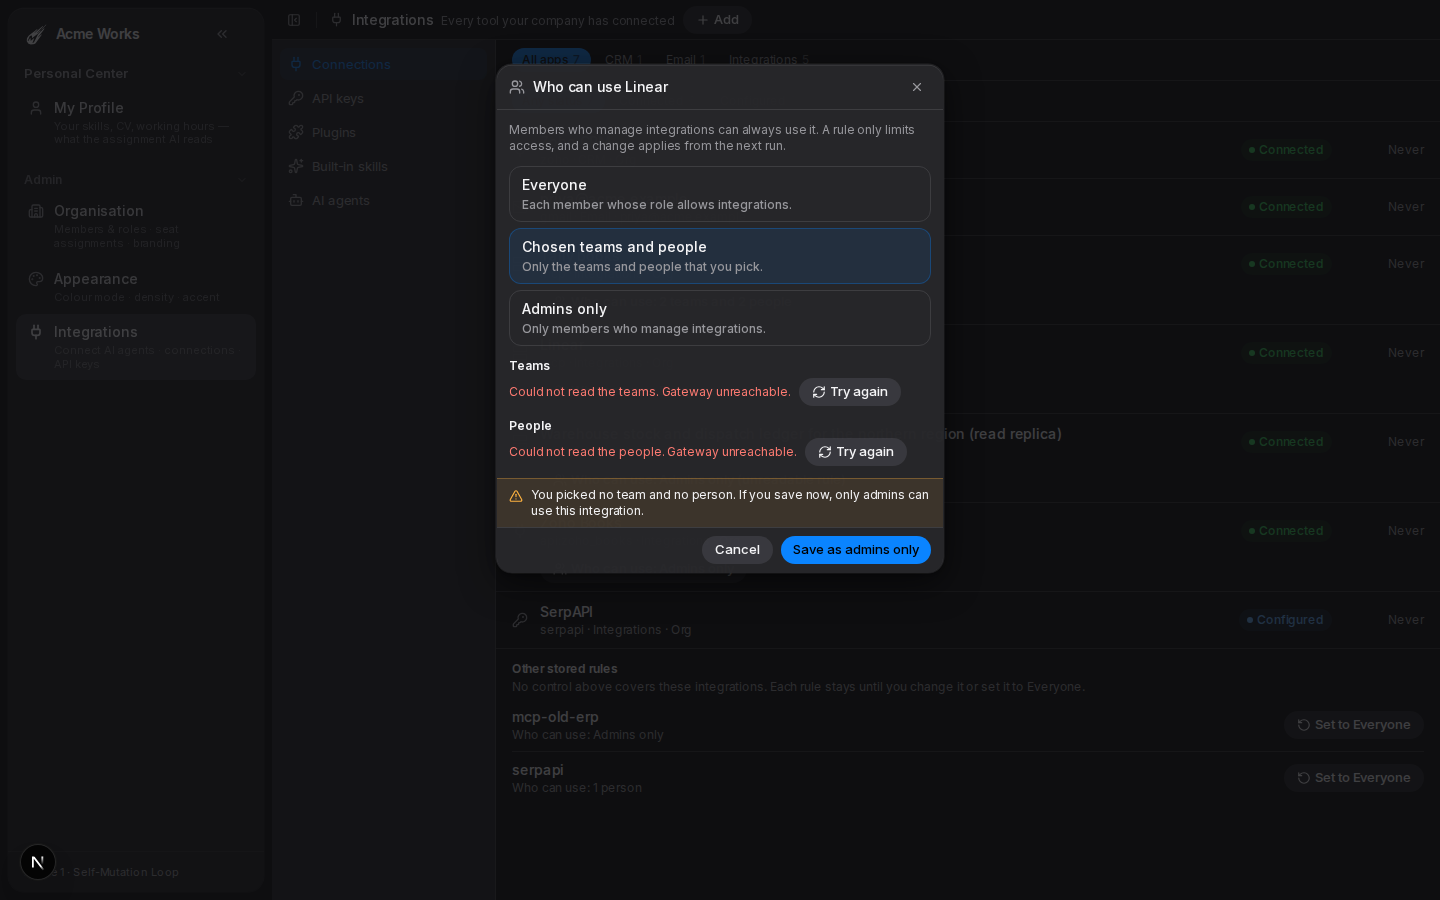 Acme Works
Integrations Every tool your company has connected + Add
Personal Center
My Profile
Your skills, CV, working hours —
what the assignment AI reads
Admin
Organisation
Members & roles · seat
assignments · branding
Appearance
Colour mode · density · accent
Integrations
Connect AI agents · connections
API keys
e 1 · Self-Mutation Loop
N
Connections
API keys
Plugins
Built-in skills
AI agents
All apps 7 CRM 1 Email 1 Integrations 5
Who can use Linear
Members who manage integrations can always use it. A rule only limits
access, and a change applies from the next run.
Everyone
Each member whose role allows integrations.
Chosen teams and people
Only the teams and people that you pick.
Admins only
Only members who manage integrations.
Teams
Could not read the teams. Gateway unreachable. Try again
People
Could not read the people. Gateway unreachable. Try again
You picked no team and no person. If you save now, only admins can
use this integration.
Cancel Save as admins only
Connected Never
Connected Never
Connected Never
Connected Never
(read replica)
Connected Never
Connected Never
SerpAPI
serpapi · Integrations · Org
Configured Never
Other stored rules
No control above covers these integrations. Each rule stays until you change it or set it to Everyone.
mcp-old-erp
Who can use: Admins only
Set to Everyone
serpapi
Who can use: 1 person
Set to Everyone